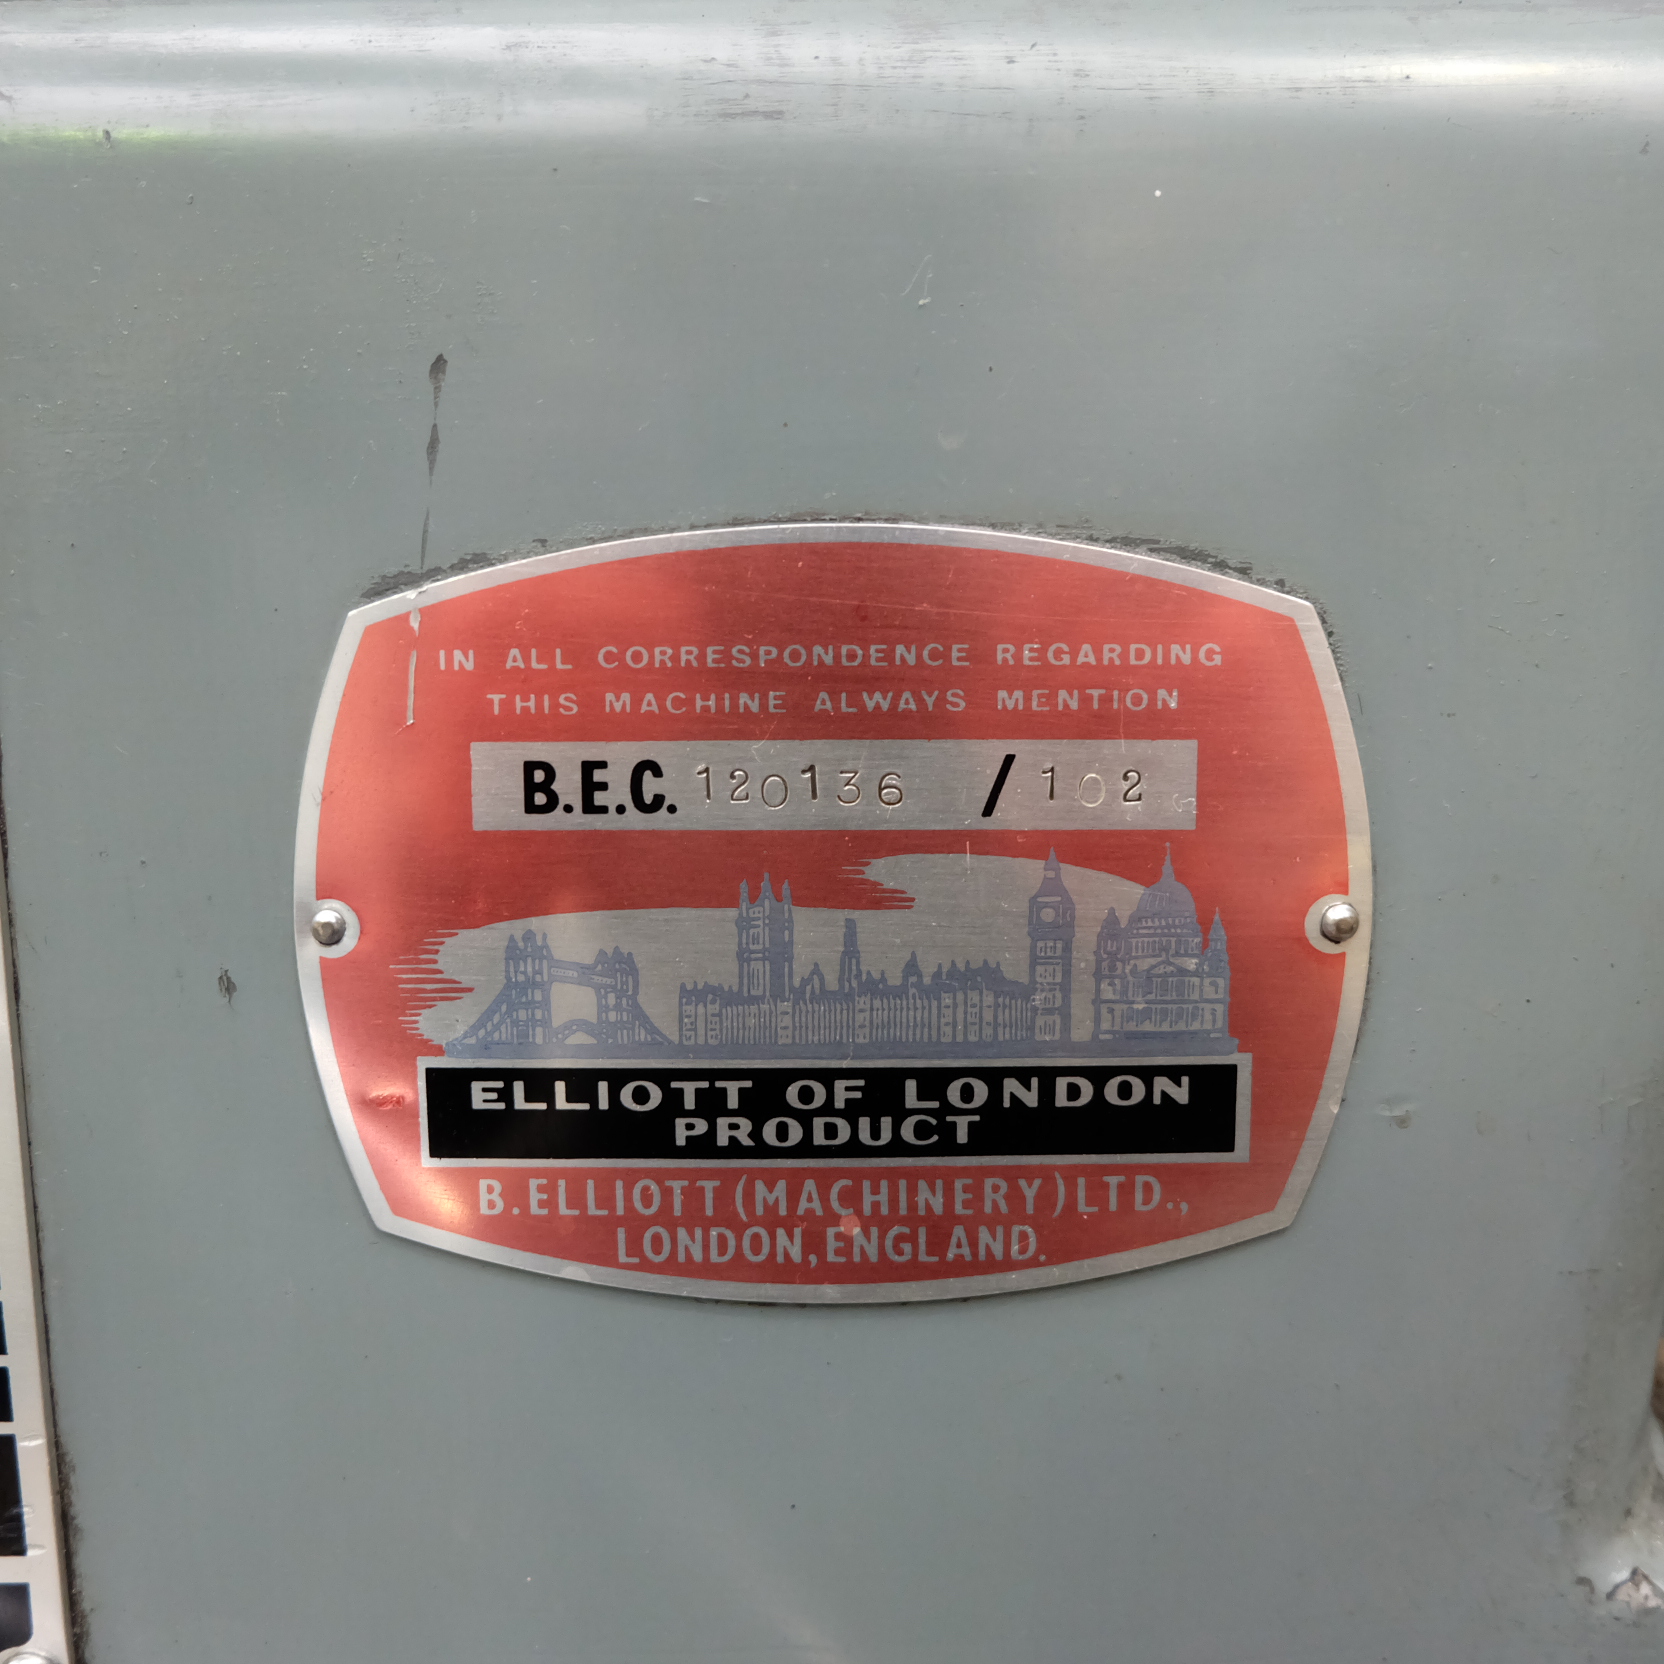 IN ALL CORRESPONDENCE REGARDING
THIS MACHINE ALWAYS MENTION
B.E.C. 120136 / 102
ELLIOTT OF LONDON
PRODUCT
B.ELLIOTT (MACHINERY) LTD.,
LONDON, ENGLAND.